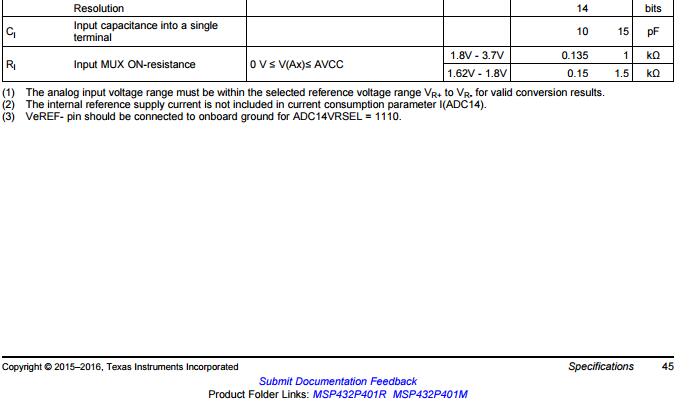 Resolution 14 bits
CI Input capacitance into a single terminal 10 15 pF
RI Input MUX ON-resistance 0 V ≤ V(Ax)≤ AVCC 1.8V - 3.7V 0.135 1 kΩ
1.62V - 1.8V 0.15 1.5 kΩ
(1) The analog input voltage range must be within the selected reference voltage range VR+ to VR- for valid conversion results.
(2) The internal reference supply current is not included in current consumption parameter I(ADC14).
(3) VeREF- pin should be connected to onboard ground for ADC14VRSEL = 1110.
Copyright © 2015–2016, Texas Instruments Incorporated Specifications 45
Submit Documentation Feedback
Product Folder Links: MSP432P401R MSP432P401M